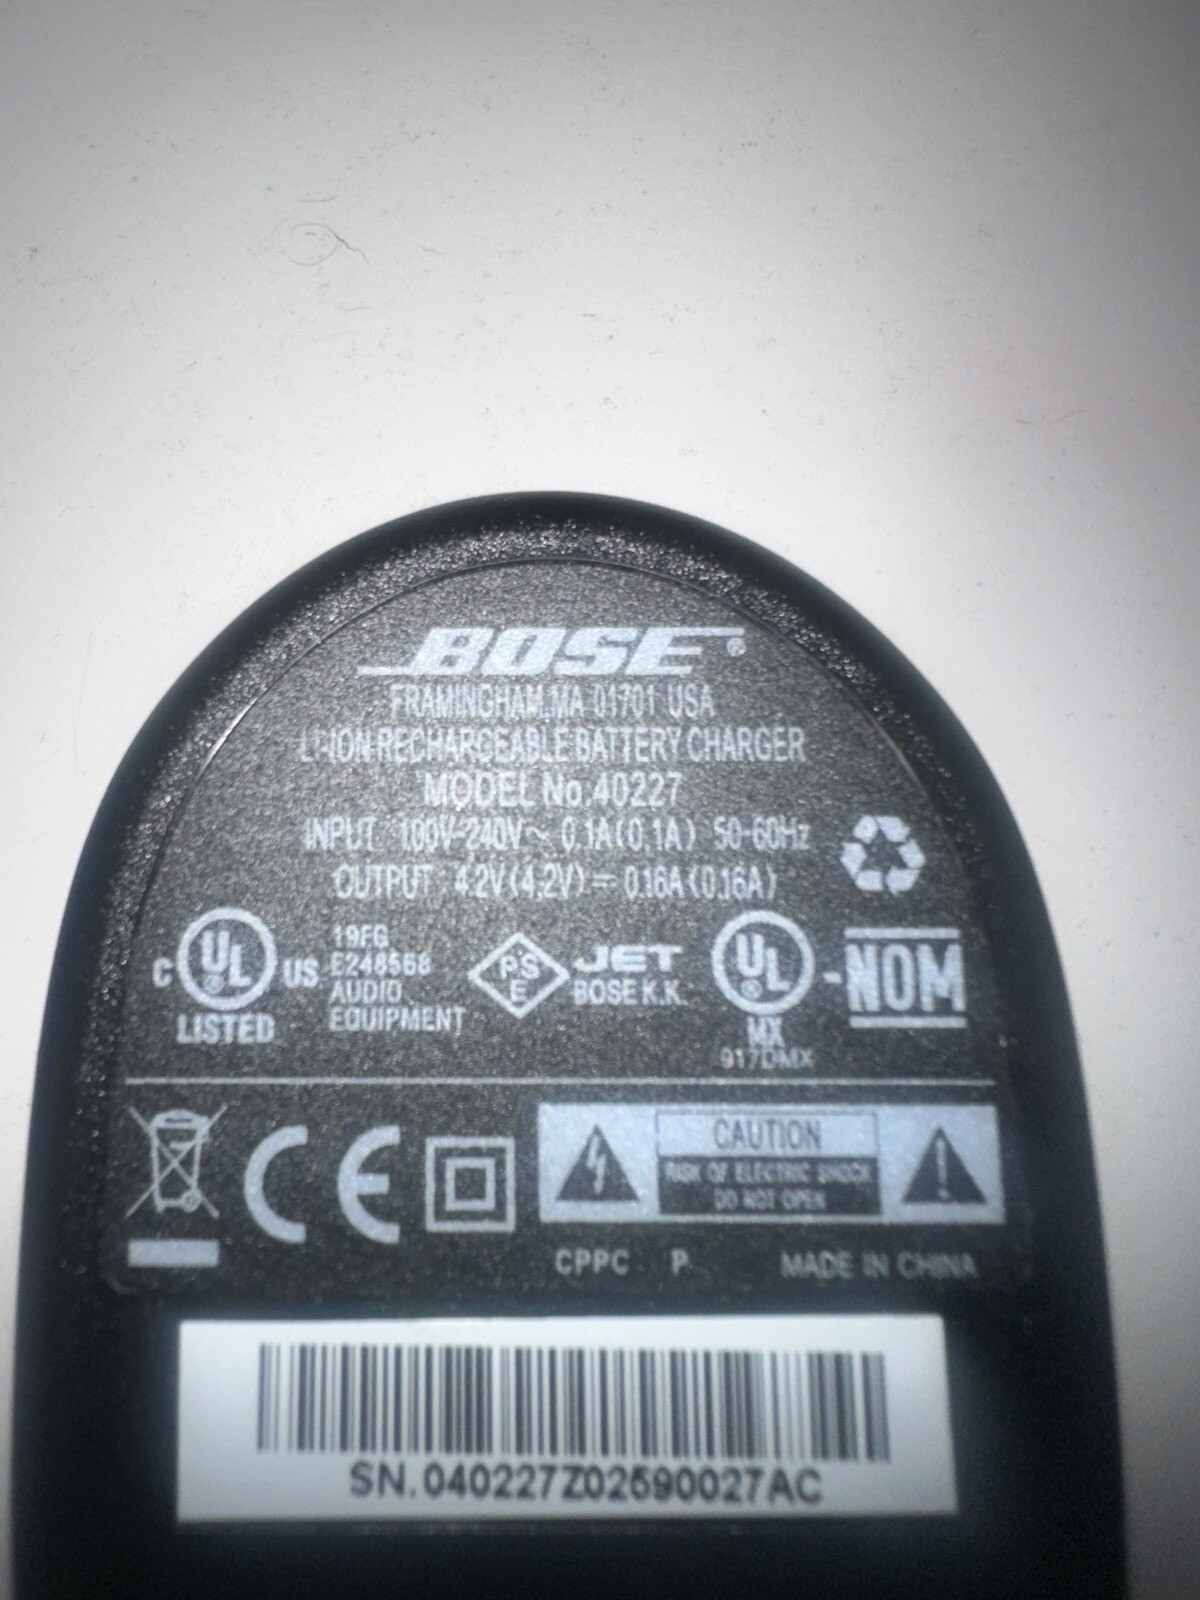 BOSE®
FRAMINGHAM, MA 01701 USA
LI-ION RECHARGEABLE BATTERY CHARGER
MODEL No. 40227
INPUT 100V-240V ~ 0.1A(0.1A) 50-60Hz
OUTPUT 4.2V(4.2V) ⎓ 0.16A(0.16A)
C UL® US
LISTED
19FG
E246568
AUDIO
EQUIPMENT
PSE
JET
BOSE K.K.
UL®
MX
917DMX
-NOM
CE
CAUTION
RISK OF ELECTRIC SHOCK
DO NOT OPEN
CPPC P MADE IN CHINA
SN.040227Z02590027AC